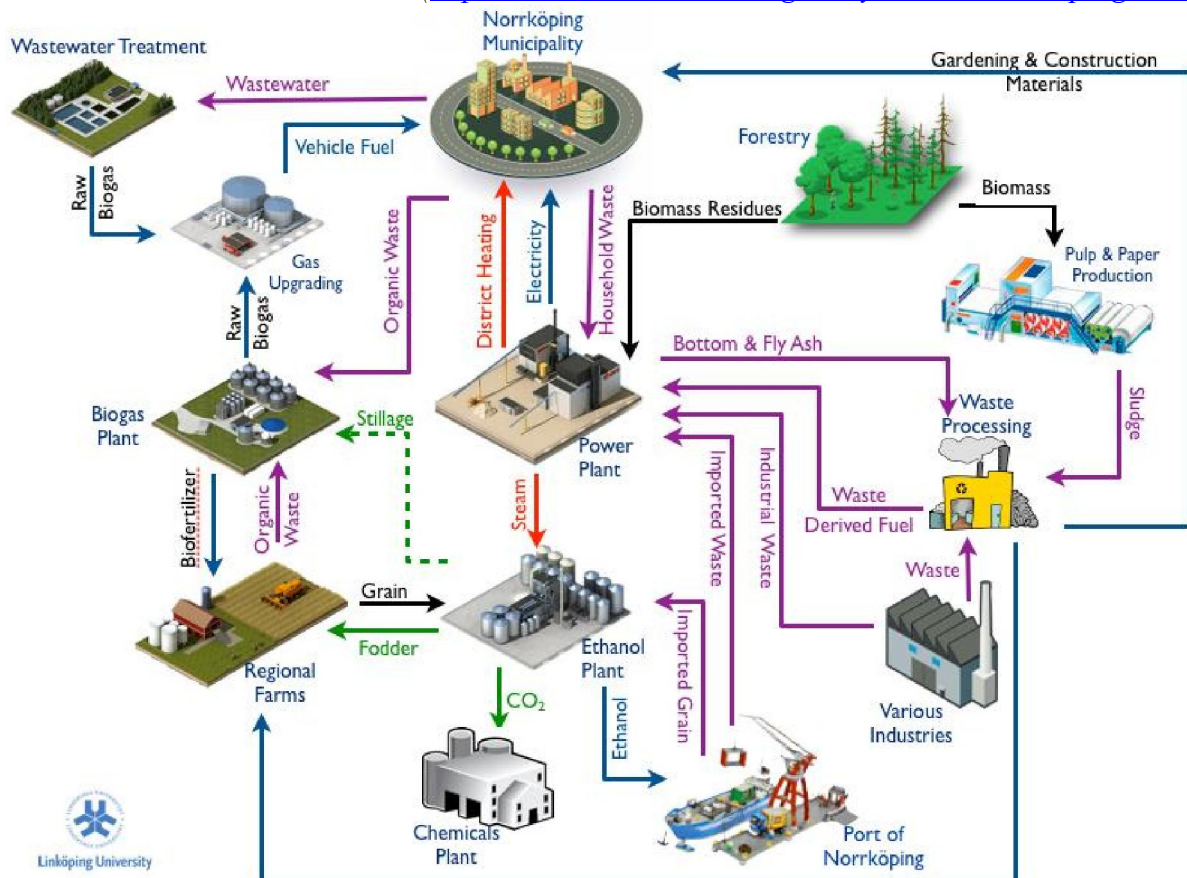 Norrköping
Municipality
Wastewater Treatment
Wastewater
Gardening & Construction
Materials
Vehicle Fuel
Forestry
Raw
Biogas
Biomass
Biomass Residues
Organic Waste
District Heating
Electricity
Household Waste
Gas
Upgrading
Pulp & Paper
Production
Raw
Biogas
Bottom & Fly Ash
Waste
Processing
Sludge
Biogas
Plant
Stillage
Power
Plant
Imported Waste
Industrial Waste
Waste
Derived Fuel
Biofertilizer
Organic
Waste
Steam
Waste
Grain
Fodder
Imported Grain
Regional
Farms
Ethanol
Plant
CO₂
Ethanol
Various
Industries
Chemicals
Plant
Port of
Norrköping
Linköping University